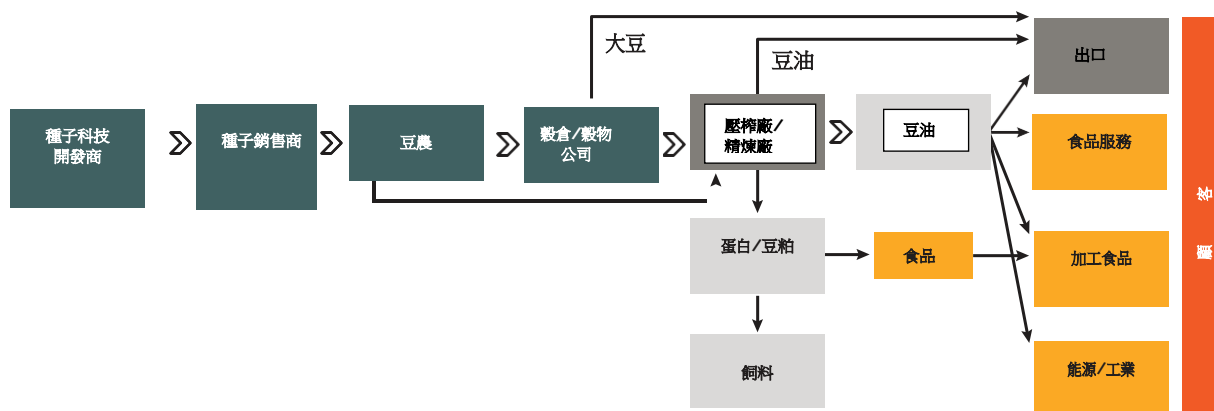 大豆
豆油
出口
種子科技
開發商
種子銷售商
豆農
穀倉/穀物
公司
壓榨廠/
精煉廠
豆油
食品服務
蛋白/豆粕
食品
加工食品
飼料
能源/工業
顧客